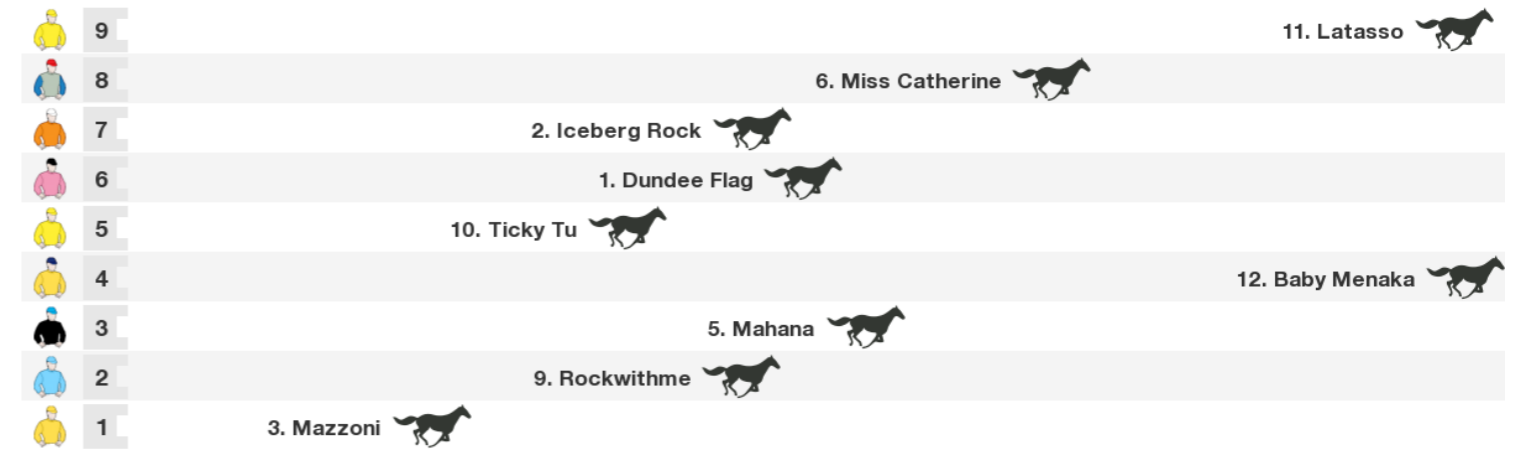 9 11. Latasso
8 6. Miss Catherine
7 2. Iceberg Rock
6 1. Dundee Flag
5 10. Ticky Tu
4 12. Baby Menaka
3 5. Mahana
2 9. Rockwithme
1 3. Mazzoni